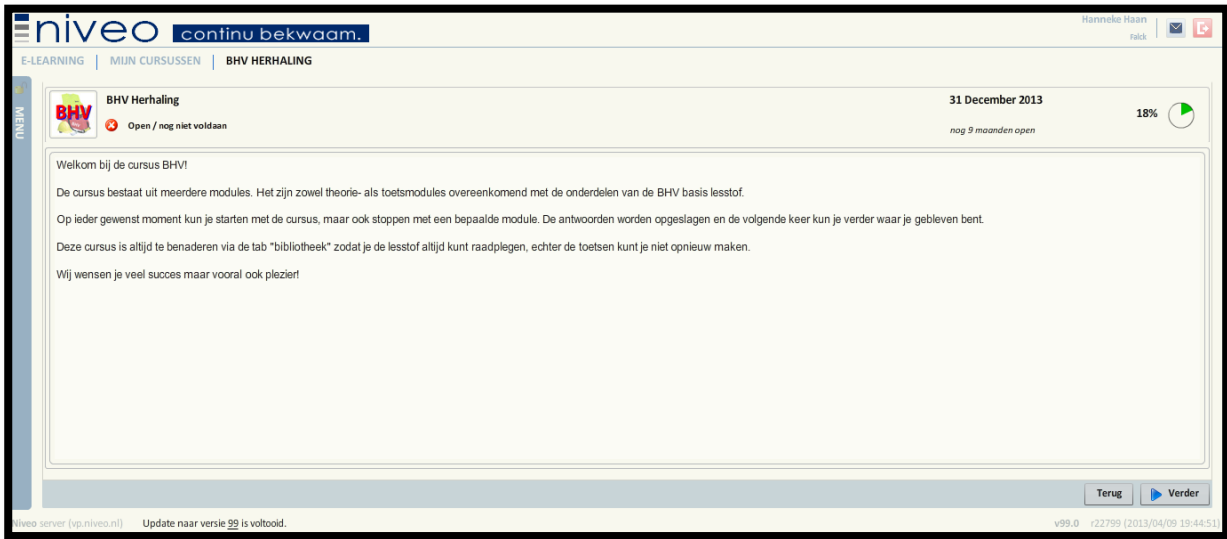 niveo continu bekwaam.
Hanneke Haan
Falck
E-LEARNING | MIJN CURSUSSEN | BHV HERHALING
MENU
BHV
BHV Herhaling
Open / nog niet voldaan
31 December 2013
nog 9 maanden open
18%
Welkom bij de cursus BHV!
De cursus bestaat uit meerdere modules. Het zijn zowel theorie- als toetsmodules overeenkomend met de onderdelen van de BHV basis lesstof.
Op ieder gewenst moment kun je starten met de cursus, maar ook stoppen met een bepaalde module. De antwoorden worden opgeslagen en de volgende keer kun je verder waar je gebleven bent.
Deze cursus is altijd te benaderen via de tab "bibliotheek" zodat je de lesstof altijd kunt raadplegen, echter de toetsen kunt je niet opnieuw maken.
Wij wensen je veel succes maar vooral ook plezier!
Terug
Verder
Niveo server (vp.niveo.nl) Update naar versie 99 is voltooid. v99.0 r22799 (2013/04/09 19:44:51)